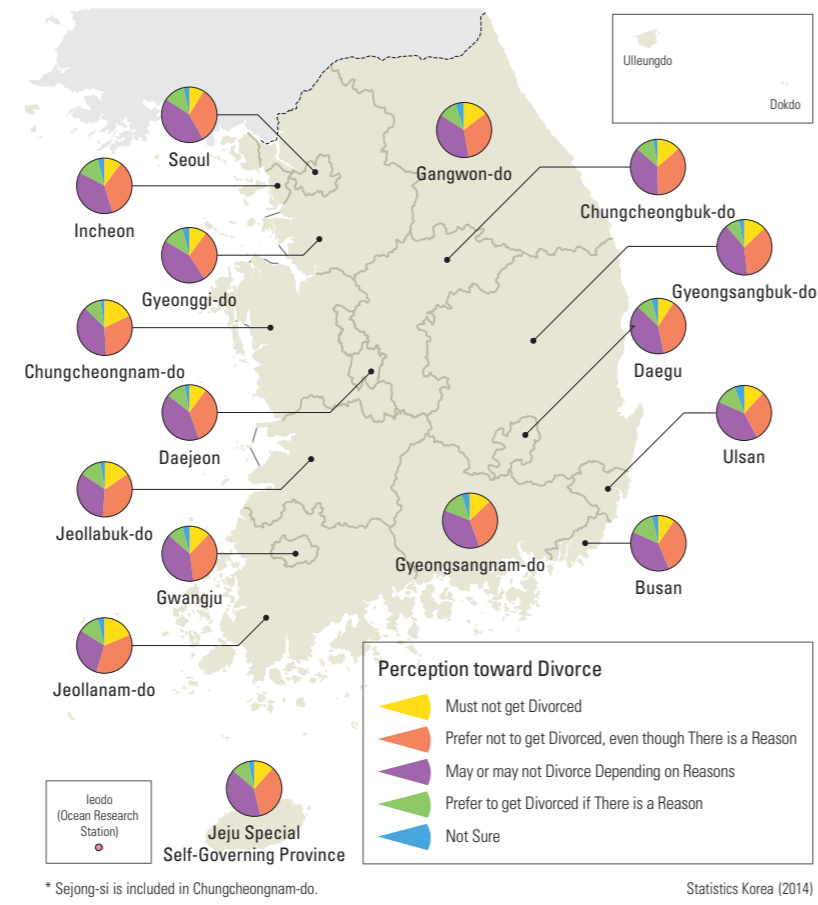 Ulleungdo
Dokdo
Seoul
Gangwon-do
Incheon
Chungcheongbuk-do
Gyeonggi-do
Gyeongsangbuk-do
Chungcheongnam-do
Daegu
Daejeon
Ulsan
Jeollabuk-do
Gyeongsangnam-do
Gwangju
Busan
Jeollanam-do
Perception toward Divorce
Must not get Divorced
Prefer not to get Divorced, even though There is a Reason
May or may not Divorce Depending on Reasons
Prefer to get Divorced if There is a Reason
Not Sure
Ieodo
(Ocean Research
Station)
Jeju Special
Self-Governing Province
* Sejong-si is included in Chungcheongnam-do.
Statistics Korea (2014)